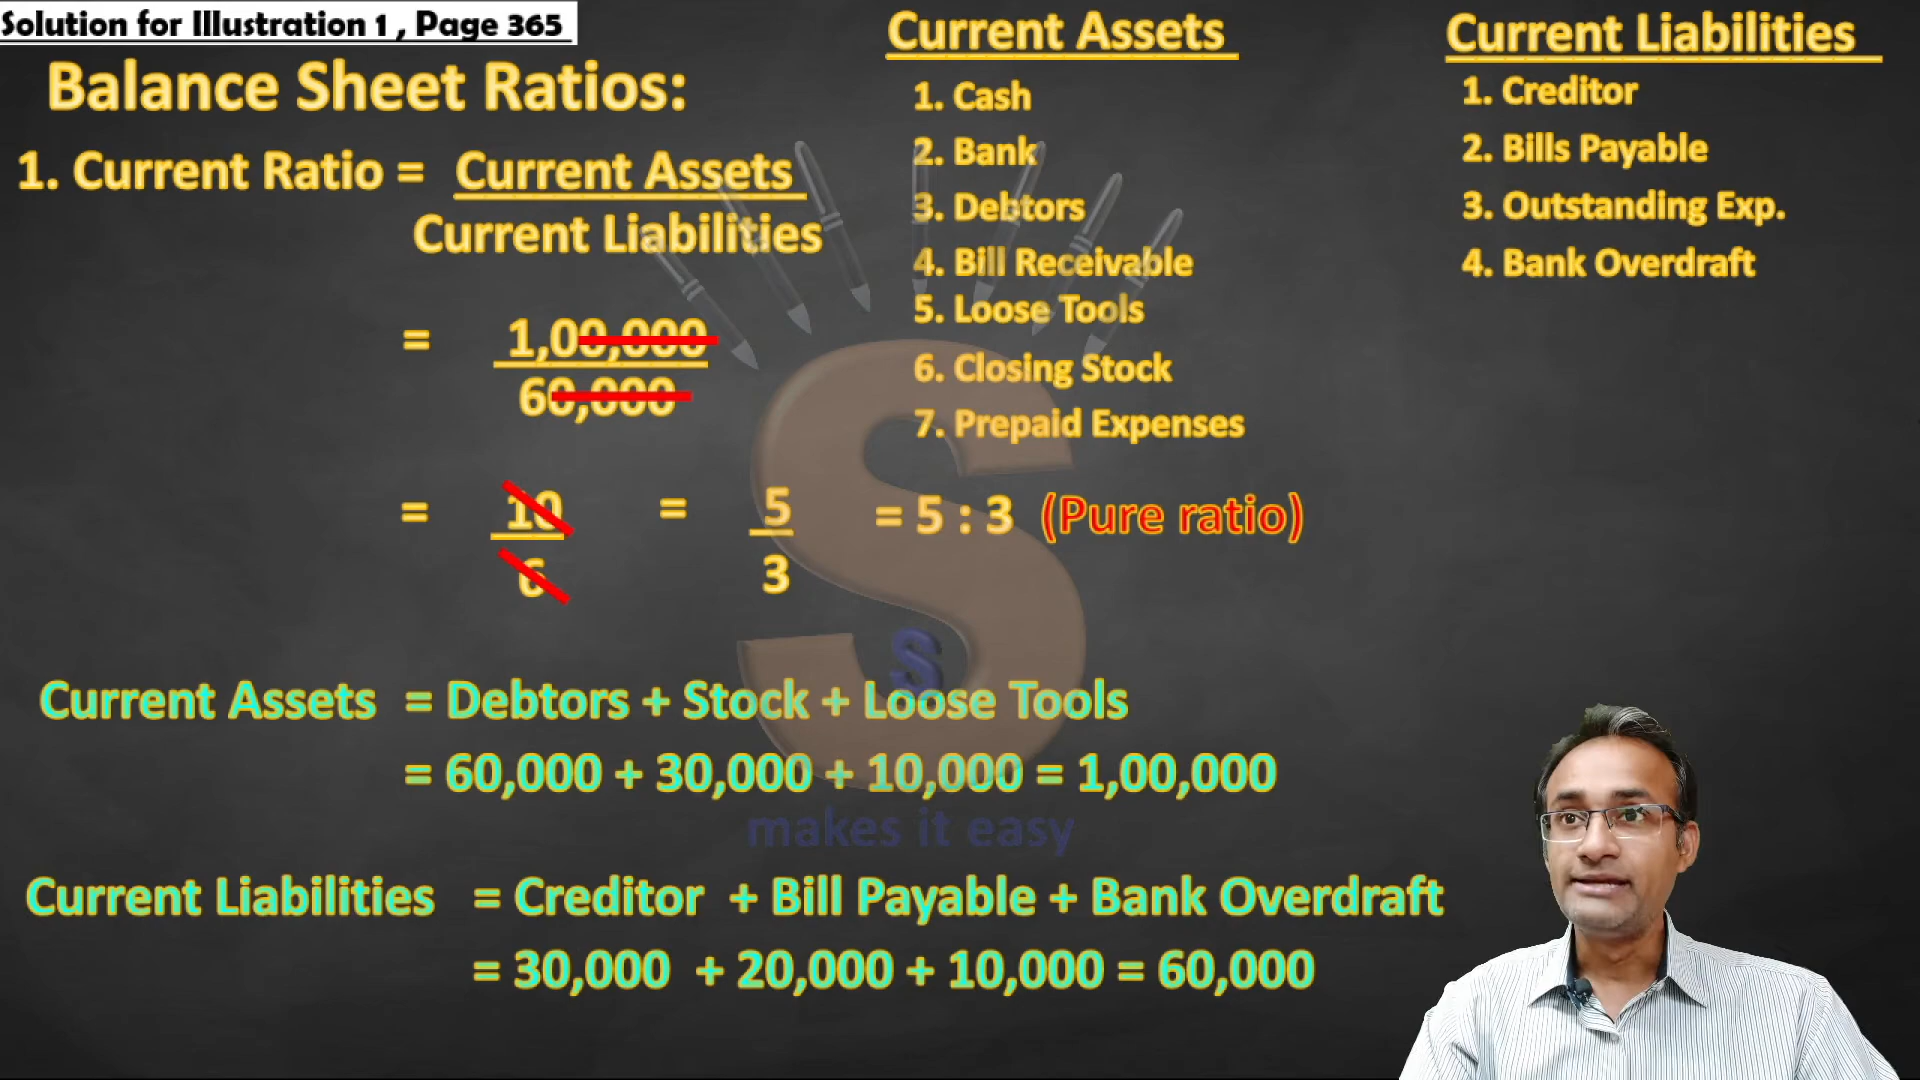 Solution for Illustration 1 , Page 365
Balance Sheet Ratios:
1. Current Ratio = Current Assets
Current Liabilities
= 1,00,000
60,000
= 10 = 5 = 5 : 3 (Pure ratio)
6 3
Current Assets
1. Cash
2. Bank
3. Debtors
4. Bill Receivable
5. Loose Tools
6. Closing Stock
7. Prepaid Expenses
Current Liabilities
1. Creditor
2. Bills Payable
3. Outstanding Exp.
4. Bank Overdraft
Current Assets = Debtors + Stock + Loose Tools
= 60,000 + 30,000 + 10,000 = 1,00,000
Current Liabilities = Creditor + Bill Payable + Bank Overdraft
= 30,000 + 20,000 + 10,000 = 60,000
S
S
makes it easy